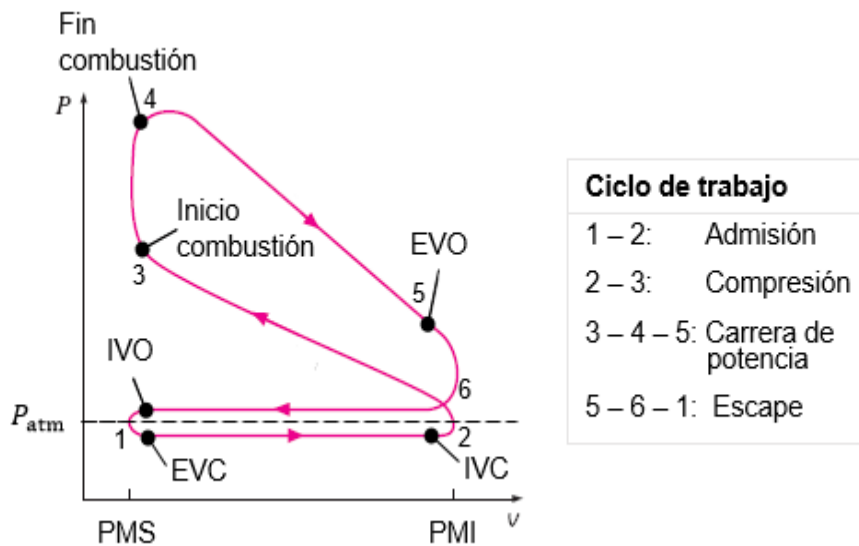 Fin
combustión
P
4
Inicio
combustión
3
EVO
5
IVO
6
Patm
1
2
EVC
IVC
PMS
PMI
v
Ciclo de trabajo
1 – 2: Admisión
2 – 3: Compresión
3 – 4 – 5: Carrera de
potencia
5 – 6 – 1: Escape